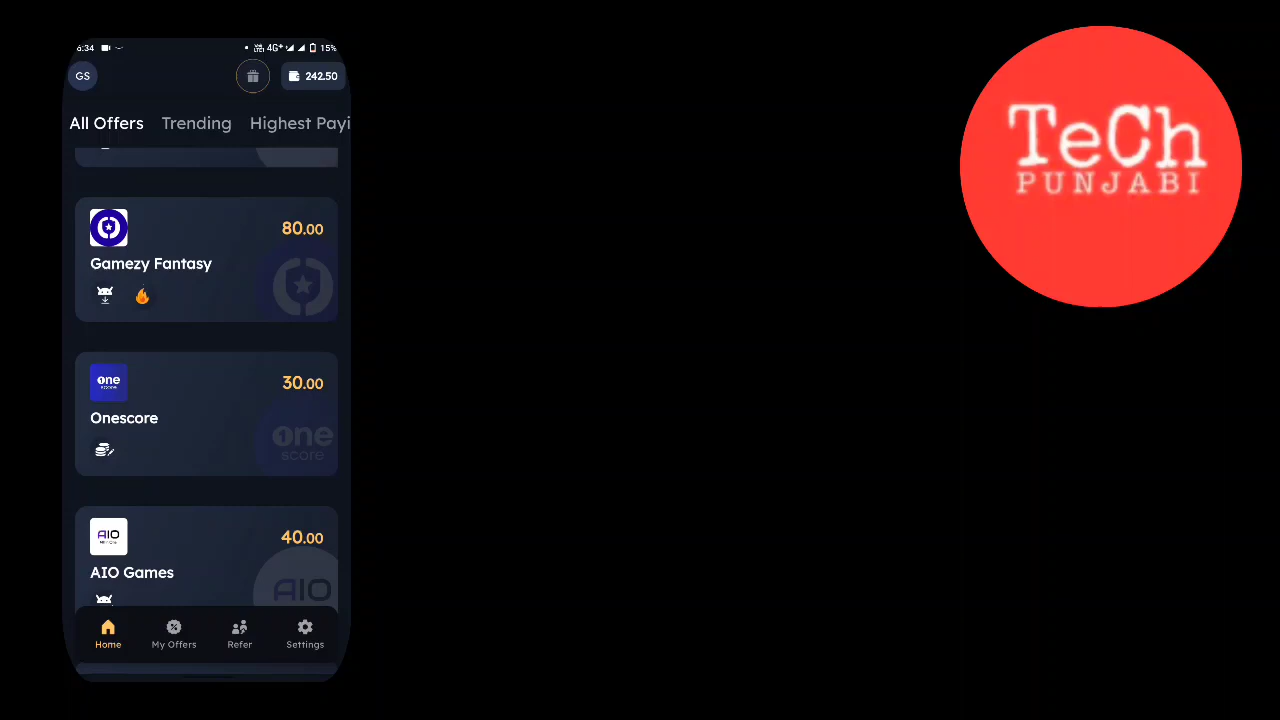 6:34
4G+
15%
GS
242.50
All Offers
Trending
Highest Payi
80.00
Gamezy Fantasy
one
score
30.00
Onescore
one
score
AIO
40.00
AIO Games
AIO
Home
My Offers
Refer
Settings
TeCh
PUNJABI